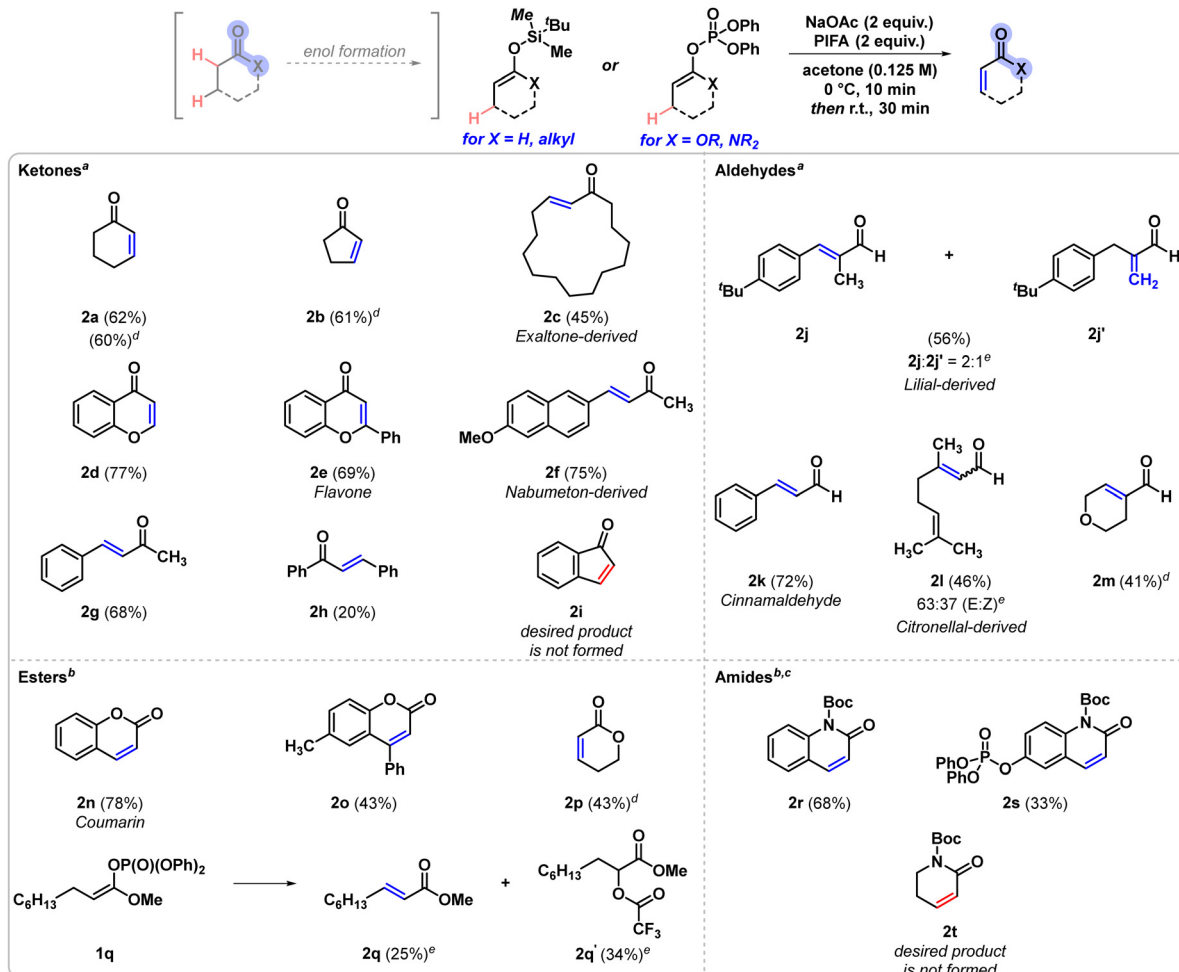 O
H
H
X
enol formation
Me
Si
tBu
O
Me
X
H
for X = H, alkyl
or
O
P
OPh
O
OPh
X
H
for X = OR, NR2
NaOAc (2 equiv.)
PIFA (2 equiv.)
acetone (0.125 M)
0 °C, 10 min
then r.t., 30 min
O
X
Ketonesa
O
2a (62%)
(60%)d
O
2b (61%)d
O
2c (45%)
Exaltone-derived
O
O
2d (77%)
O
O
Ph
2e (69%)
Flavone
O
CH3
MeO
2f (75%)
Nabumeton-derived
O
CH3
2g (68%)
O
Ph
Ph
2h (20%)
O
2i
desired product
is not formed
Aldehydesa
O
H
CH3
tBu
2j
+
O
H
CH2
tBu
2j'
(56%)
2j:2j' = 2:1e
Lilial-derived
O
H
2k (72%)
Cinnamaldehyde
CH3
O
H
H3C
CH3
2l (46%)
63:37 (E:Z)e
Citronellal-derived
O
H
O
2m (41%)d
Estersb
O
O
2n (78%)
Coumarin
O
O
H3C
Ph
2o (43%)
O
O
2p (43%)d
OP(O)(OPh)2
C6H13
OMe
1q
O
C6H13
OMe
2q (25%)e
+
O
C6H13
OMe
O
O
CF3
2q' (34%)e
Amidesb,c
Boc
N
O
2r (68%)
Boc
N
O
O
PhO
P
O
OPh
2s (33%)
Boc
N
O
2t
desired product
is not formed